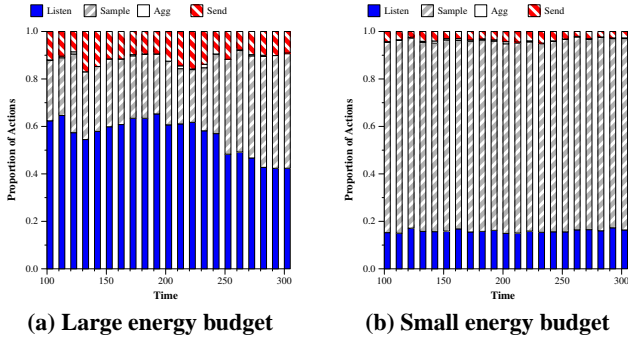 Listen Sample Agg Send
1.0
0.8
0.6
0.4
0.2
0.0
Proportion of Actions
100 150 200 250 300
Time
(a) Large energy budget
Listen Sample Agg Send
1.0
0.8
0.6
0.4
0.2
0.0
Proportion of Actions
100 150 200 250 300
Time
(b) Small energy budget